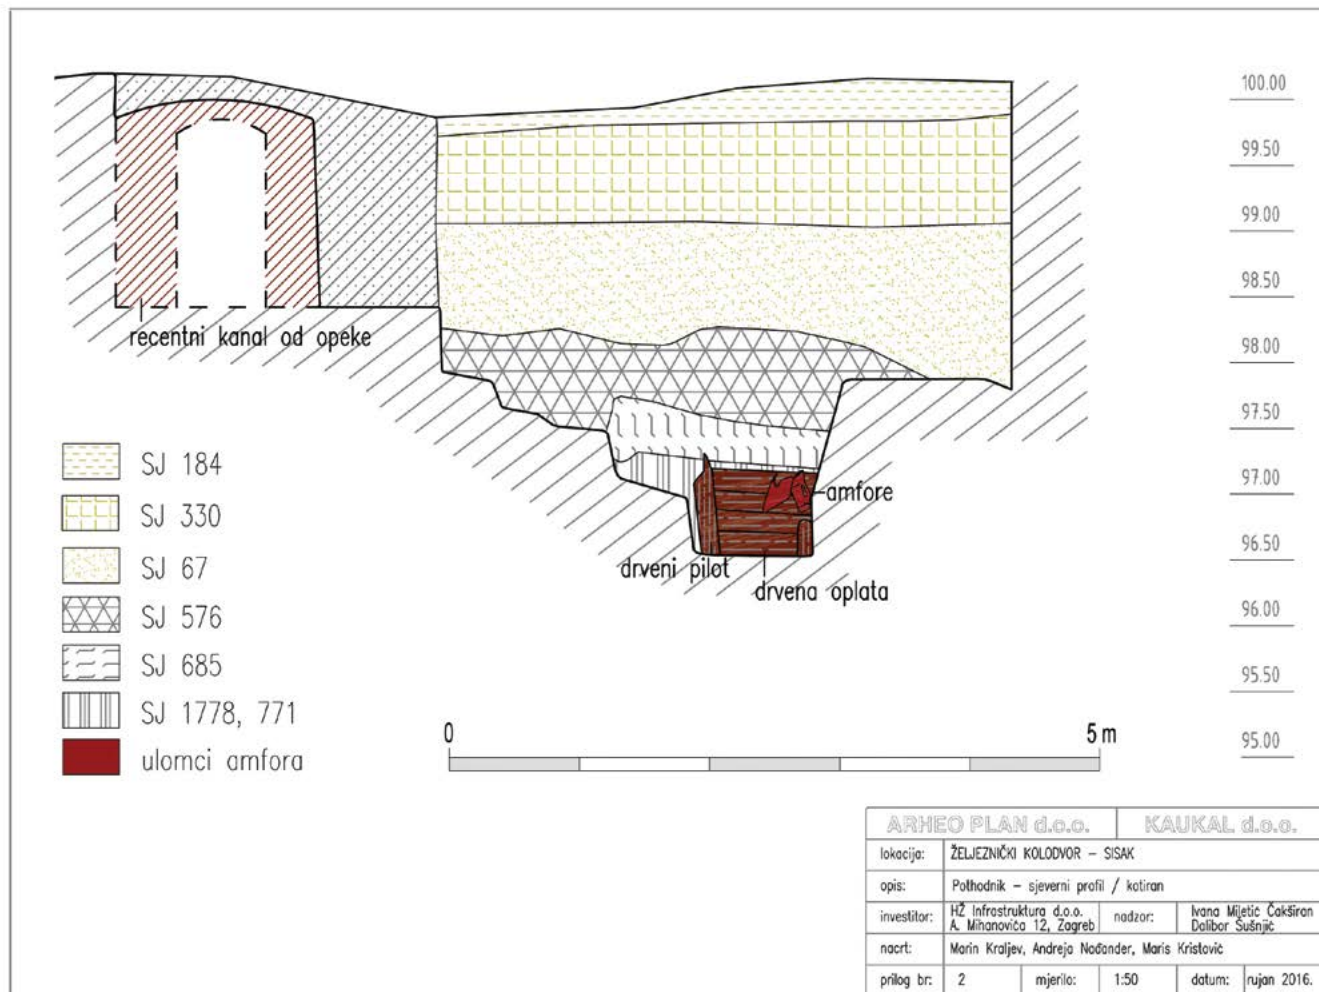 100.00
99.50
99.00
98.50
98.00
97.50
97.00
96.50
96.00
95.50
95.00
recentni kanal od opeke
amfore
drveni pilot
drvena oplata
SJ 184
SJ 330
SJ 67
SJ 576
SJ 685
SJ 1778, 771
ulomci amfora
0 5 m
ARHEO PLAN d.o.o. KAUKAL d.o.o.
lokacija: ŽELJEZNIČKI KOLODVOR – SISAK
opis: Pothodnik – sjeverni profil / kotiran
investitor: HŽ Infrastruktura d.o.o.
A. Mihanovića 12, Zagreb
nadzor: Ivana Miletić Čakširan
Dalibor Šušnjić
nacrt: Marin Kraljev, Andreja Nađander, Maris Kristović
prilog br: 2 mjerilo: 1:50 datum: rujan 2016.